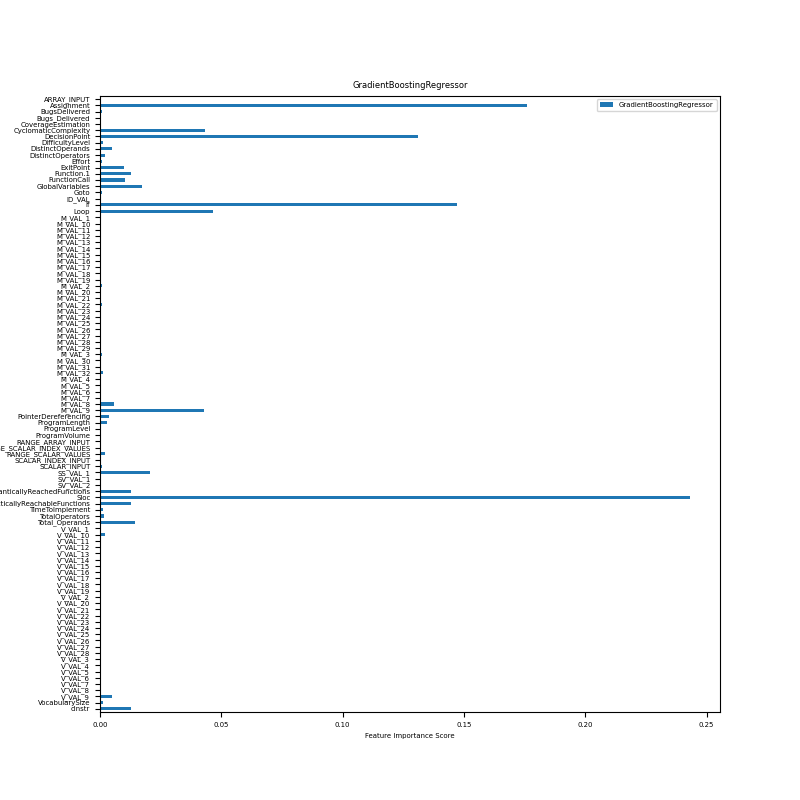 GradientBoostingRegressor
GradientBoostingRegressor
ARRAY_INPUT
Assignment
BugsDelivered
Bugs_Delivered
CoverageEstimation
CyclomaticComplexity
DecisionPoint
DifficultyLevel
DistinctOperands
DistinctOperators
Effort
ExitPoint
Function.1
FunctionCall
GlobalVariables
Goto
ID_VAL
If
Loop
M_VAL_1
M_VAL_10
M_VAL_11
M_VAL_12
M_VAL_13
M_VAL_14
M_VAL_15
M_VAL_16
M_VAL_17
M_VAL_18
M_VAL_19
M_VAL_2
M_VAL_20
M_VAL_21
M_VAL_22
M_VAL_23
M_VAL_24
M_VAL_25
M_VAL_26
M_VAL_27
M_VAL_28
M_VAL_29
M_VAL_3
M_VAL_30
M_VAL_31
M_VAL_32
M_VAL_4
M_VAL_5
M_VAL_6
M_VAL_7
M_VAL_8
M_VAL_9
PointerDereferencing
ProgramLength
ProgramLevel
ProgramVolume
RANGE_ARRAY_INPUT
E_SCALAR_INDEX_VALUES
RANGE_SCALAR_VALUES
SCALAR_INDEX_INPUT
SCALAR_INPUT
SS_VAL_1
SV_VAL_1
SV_VAL_2
anticallyReachedFunctions
Sloc
ticallyReachableFunctions
TimeToImplement
TotalOperators
Total_Operands
V_VAL_1
V_VAL_10
V_VAL_11
V_VAL_12
V_VAL_13
V_VAL_14
V_VAL_15
V_VAL_16
V_VAL_17
V_VAL_18
V_VAL_19
V_VAL_2
V_VAL_20
V_VAL_21
V_VAL_22
V_VAL_23
V_VAL_24
V_VAL_25
V_VAL_26
V_VAL_27
V_VAL_28
V_VAL_3
V_VAL_4
V_VAL_5
V_VAL_6
V_VAL_7
V_VAL_8
V_VAL_9
VocabularySize
cInstr
0.00 0.05 0.10 0.15 0.20 0.25
Feature Importance Score